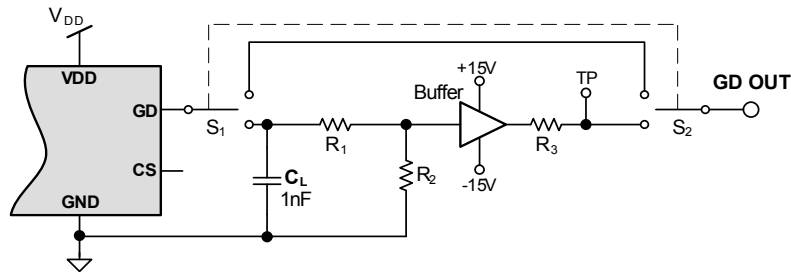 VDD
VDD
GD
CS
GND
S1
CL
1nF
R1
R2
Buffer
+15V
-15V
R3
TP
S2
GD OUT